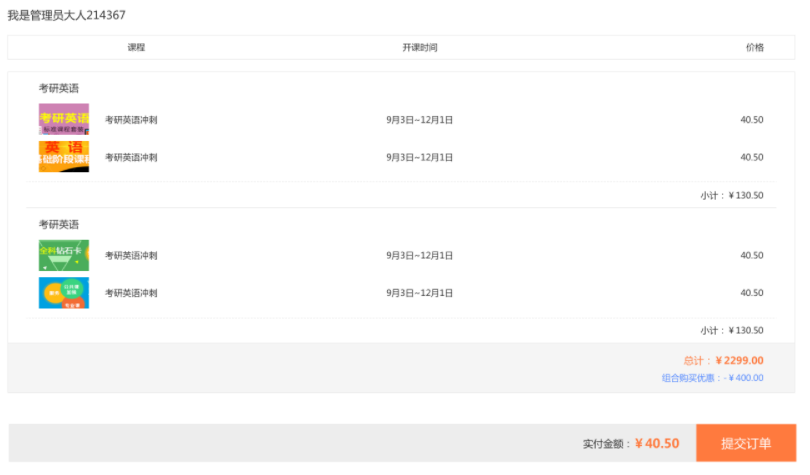 我是管理员大人214367
课程 开课时间 价格
考研英语
考研英语
标班课程套餐
考研英语冲刺 9月3日~12月1日 40.50
英语
基础阶段课程
考研英语冲刺 9月3日~12月1日 40.50
小计：¥130.50
考研英语
全科钻石卡
考研英语冲刺 9月3日~12月1日 40.50
考研英语冲刺 9月3日~12月1日 40.50
小计：¥130.50
总计：¥2299.00
组合购买优惠：-¥400.00
实付金额：¥40.50 提交订单